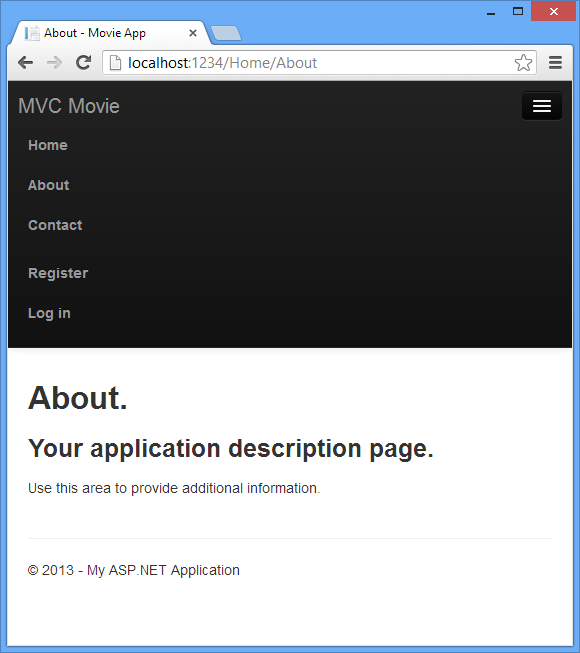 About - Movie App
localhost:1234/Home/About
MVC Movie
Home
About
Contact
Register
Log in
About.
Your application description page.
Use this area to provide additional information.
© 2013 - My ASP.NET Application